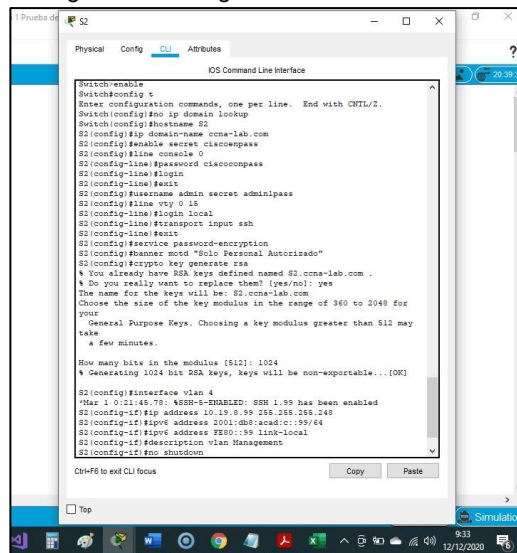 1 Prueba de
S2
Physical Config CLI Attributes
IOS Command Line Interface
Switch>enable
Switch#config t
Enter configuration commands, one per line. End with CNTL/Z.
Switch(config)#no ip domain lookup
Switch(config)#hostname S2
S2(config)#ip domain-name ccna-lab.com
S2(config)#enable secret ciscoenpass
S2(config)#line console 0
S2(config-line)#password ciscoconpass
S2(config-line)#login
S2(config-line)#exit
S2(config)#username admin secret admin1pass
S2(config)#line vty 0 15
S2(config-line)#login local
S2(config-line)#transport input ssh
S2(config-line)#exit
S2(config)#service password-encryption
S2(config)#banner motd "Solo Personal Autorizado"
S2(config)#crypto key generate rsa
% You already have RSA keys defined named S2.ccna-lab.com .
% Do you really want to replace them? [yes/no]: yes
The name for the keys will be: S2.ccna-lab.com
Choose the size of the key modulus in the range of 360 to 2048 for
your
General Purpose Keys. Choosing a key modulus greater than 512 may
take
a few minutes.
How many bits in the modulus [512]: 1024
% Generating 1024 bit RSA keys, keys will be non-exportable...[OK]
S2(config)#interface vlan 4
*Mar 1 0:21:45.78: %SSH-5-ENABLED: SSH 1.99 has been enabled
S2(config-if)#ip address 10.19.8.99 255.255.255.248
S2(config-if)#ipv6 address 2001:db8:acad:c::99/64
S2(config-if)#ipv6 address FE80::99 link-local
S2(config-if)#description vlan Management
S2(config-if)#no shutdown
Ctrl+F6 to exit CLI focus
Copy Paste
Top
?
20:39:3
Simulatio
9:33
12/12/2020
6